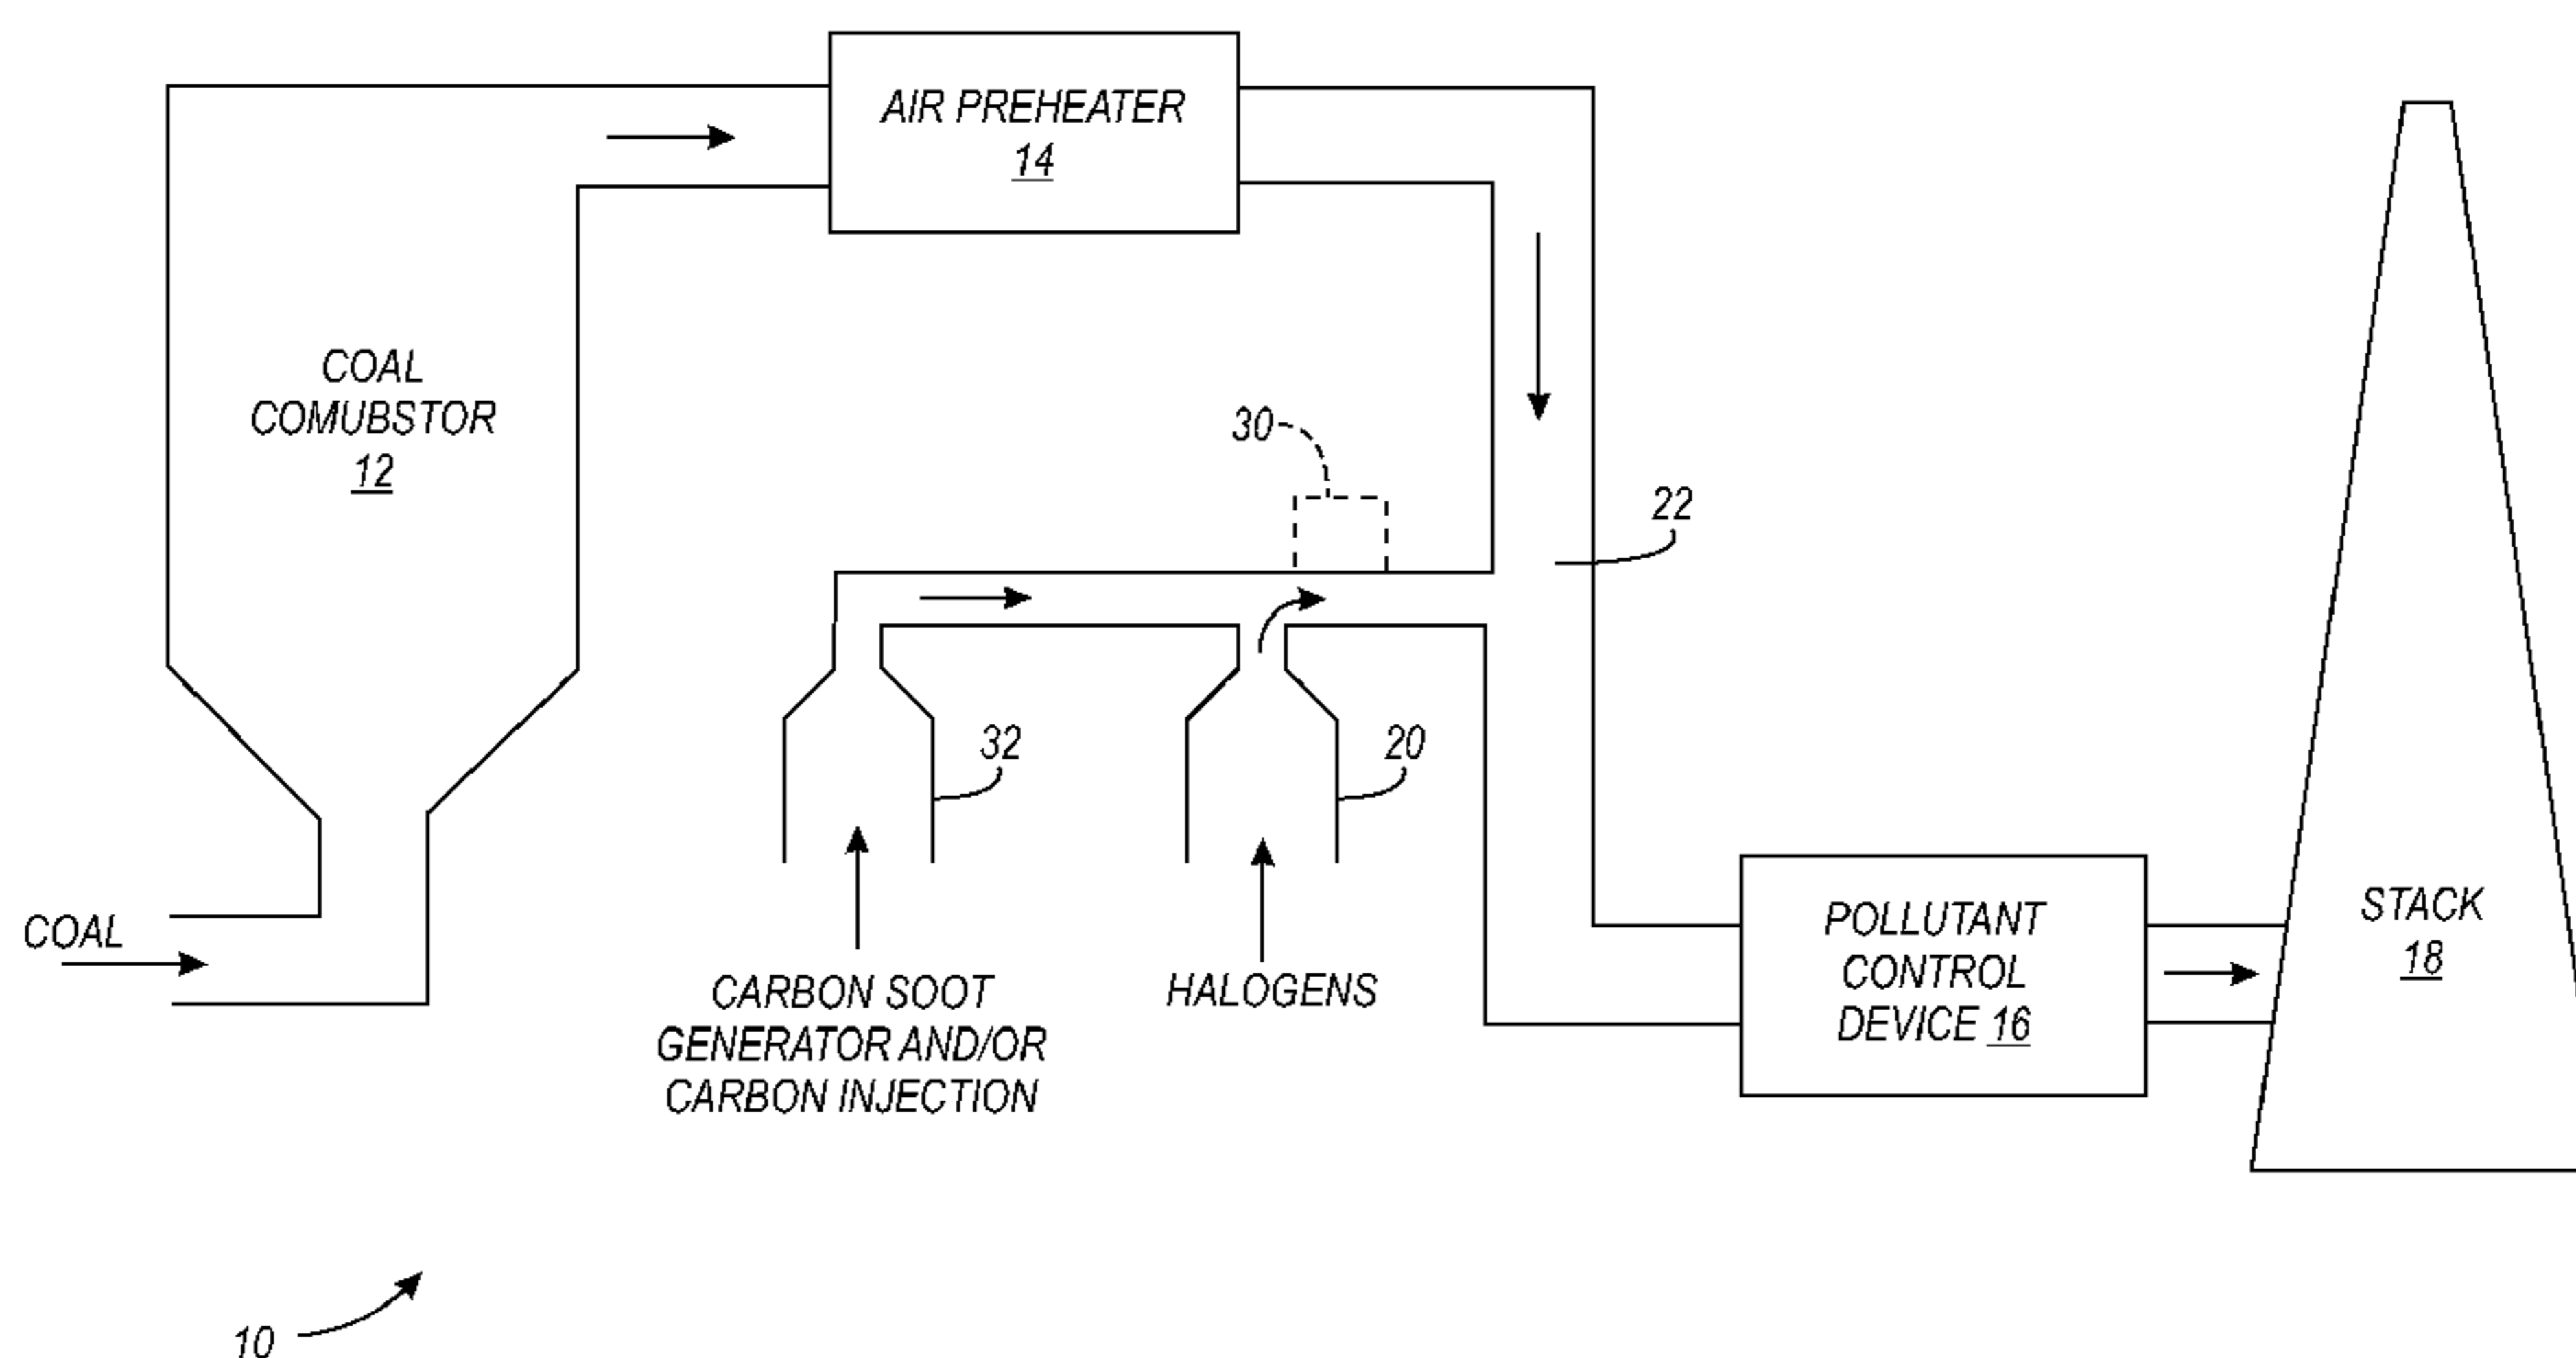 AIR PREHEATER
14
COAL
COMUBSTOR
12
30
22
32
20
COAL
CARBON SOOT
GENERATOR AND/OR
CARBON INJECTION
HALOGENS
POLLUTANT
CONTROL
DEVICE 16
STACK
18
10